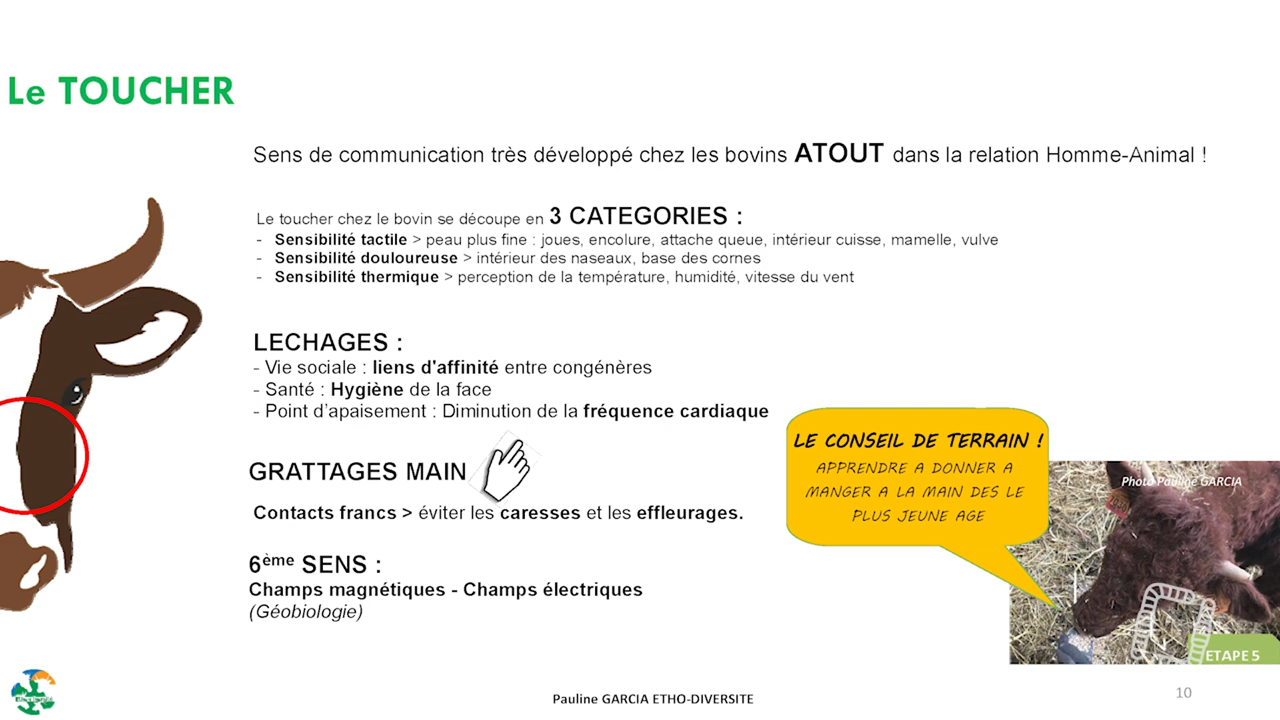 Le TOUCHER
Sens de communication très développé chez les bovins ATOUT dans la relation Homme-Animal !
Le toucher chez le bovin se découpe en 3 CATEGORIES :
- Sensibilité tactile > peau plus fine : joues, encolure, attache queue, intérieur cuisse, mamelle, vulve
- Sensibilité douloureuse > intérieur des naseaux, base des cornes
- Sensibilité thermique > perception de la température, humidité, vitesse du vent
LECHAGES :
- Vie sociale : liens d'affinité entre congénères
- Santé : Hygiène de la face
- Point d’apaisement : Diminution de la fréquence cardiaque
GRATTAGES MAIN
Contacts francs > éviter les caresses et les effleurages.
6ème SENS :
Champs magnétiques - Champs électriques
(Géobiologie)
LE CONSEIL DE TERRAIN !
APPRENDRE A DONNER A
MANGER A LA MAIN DES LE
PLUS JEUNE AGE
Photo Pauline GARCIA
ETAPE 5
Pauline GARCIA ETHO-DIVERSITE
10